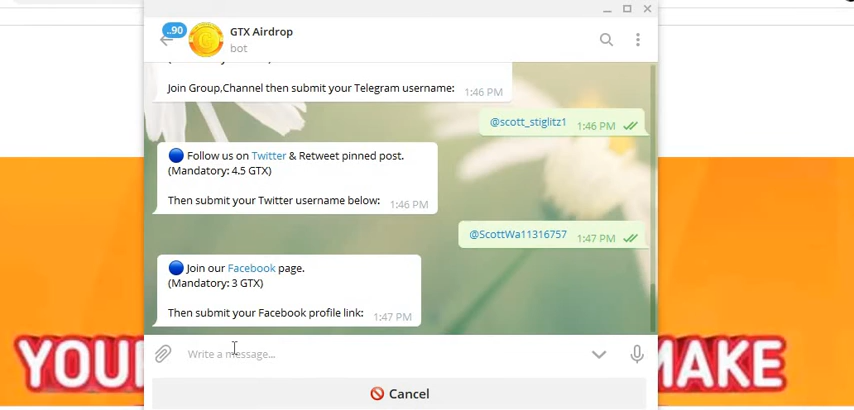 ..90
GTX Airdrop
bot
Join Group,Channel then submit your Telegram username:
1:46 PM
@scott_stiglitz1
1:46 PM
Follow us on Twitter & Retweet pinned post.
(Mandatory: 4.5 GTX)
Then submit your Twitter username below:
1:46 PM
@ScottWa11316757
1:47 PM
Join our Facebook page.
(Mandatory: 3 GTX)
Then submit your Facebook profile link:
1:47 PM
Write a message...
YOU
MAKE
Cancel